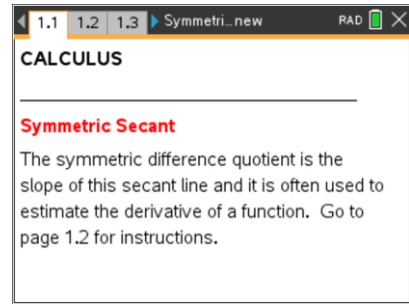 1.1 1.2 1.3 Symmetri...new RAD
CALCULUS
Symmetric Secant
The symmetric difference quotient is the
slope of this secant line and it is often used to
estimate the derivative of a function. Go to
page 1.2 for instructions.